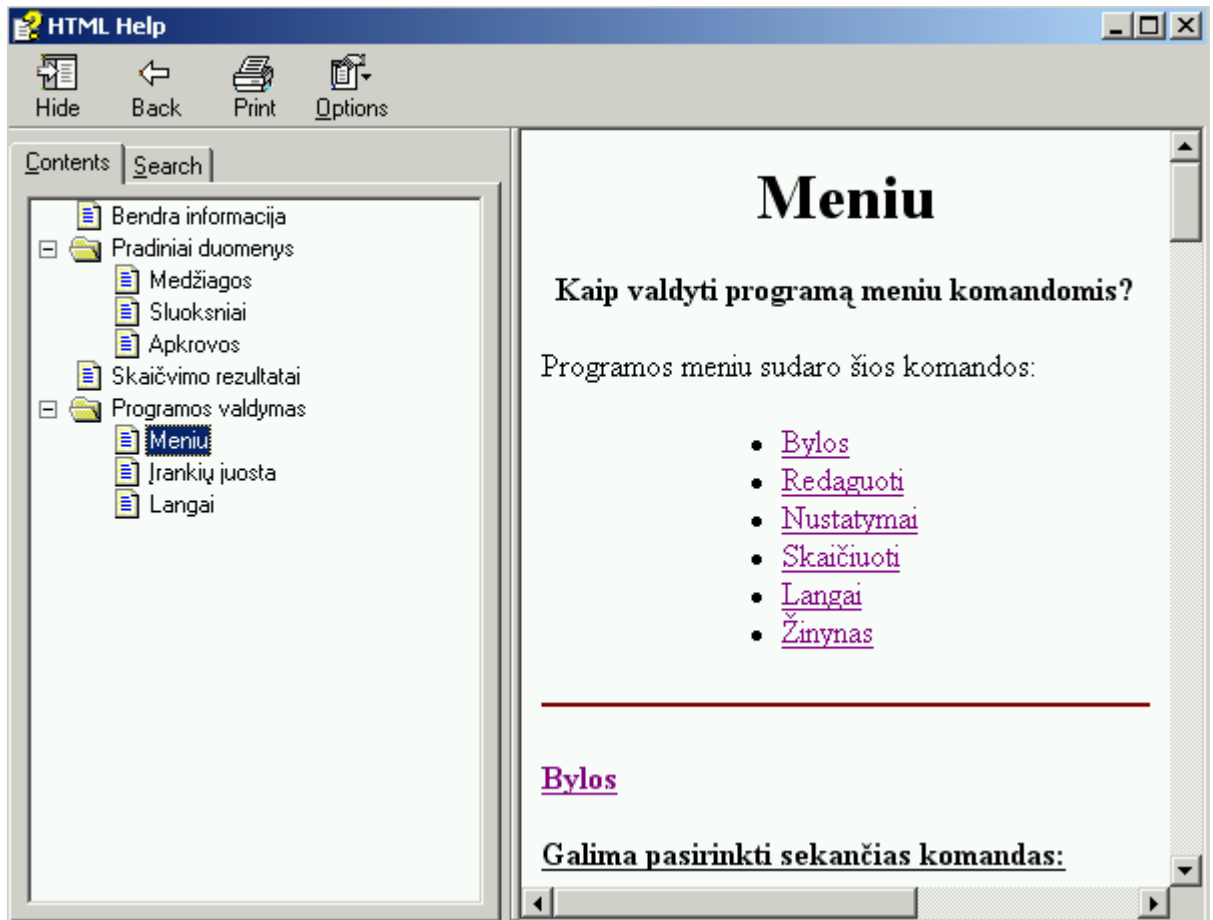 HTML Help
Hide Back Print Options
Contents Search
Bendra informacija
Pradiniai duomenys
Medžiagos
Sluoksniai
Apkrovos
Skaičvimo rezultatai
Programos valdymas
Meniu
Įrankių juosta
Langai
Meniu
Kaip valdyti programą meniu komandomis?
Programos meniu sudaro šios komandos:
Bylos
Redaguoti
Nustatymai
Skaičiuoti
Langai
Žinynas
Bylos
Galima pasirinkti sekančias komandas: